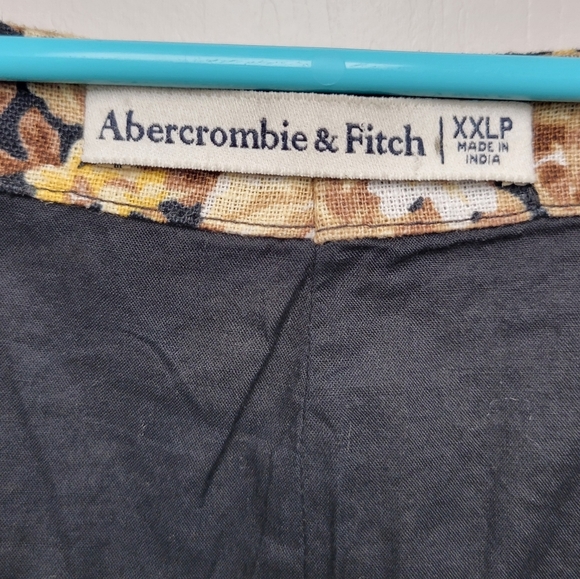 Abercrombie & Fitch
XXLP
MADE IN
INDIA